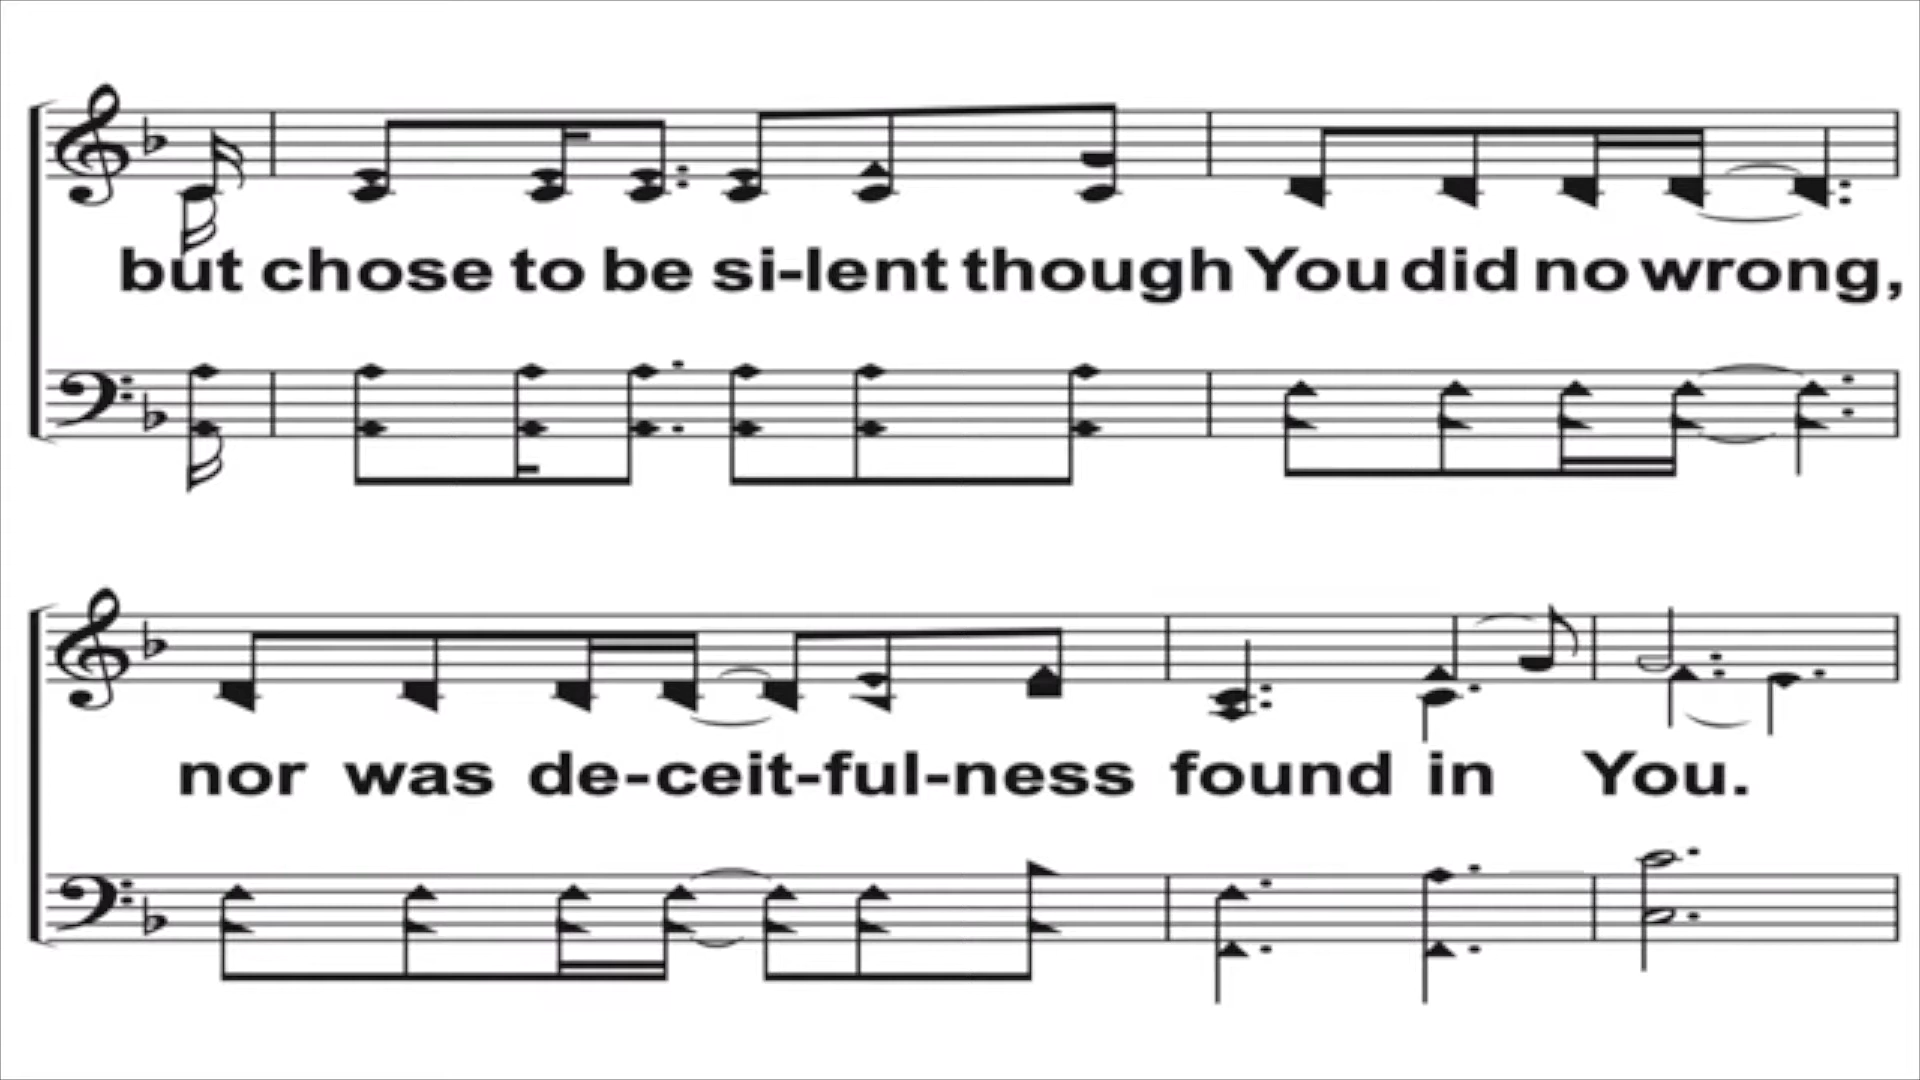 but chose to be si-lent though You did no wrong,
nor was de-ceit-ful-ness found in You.